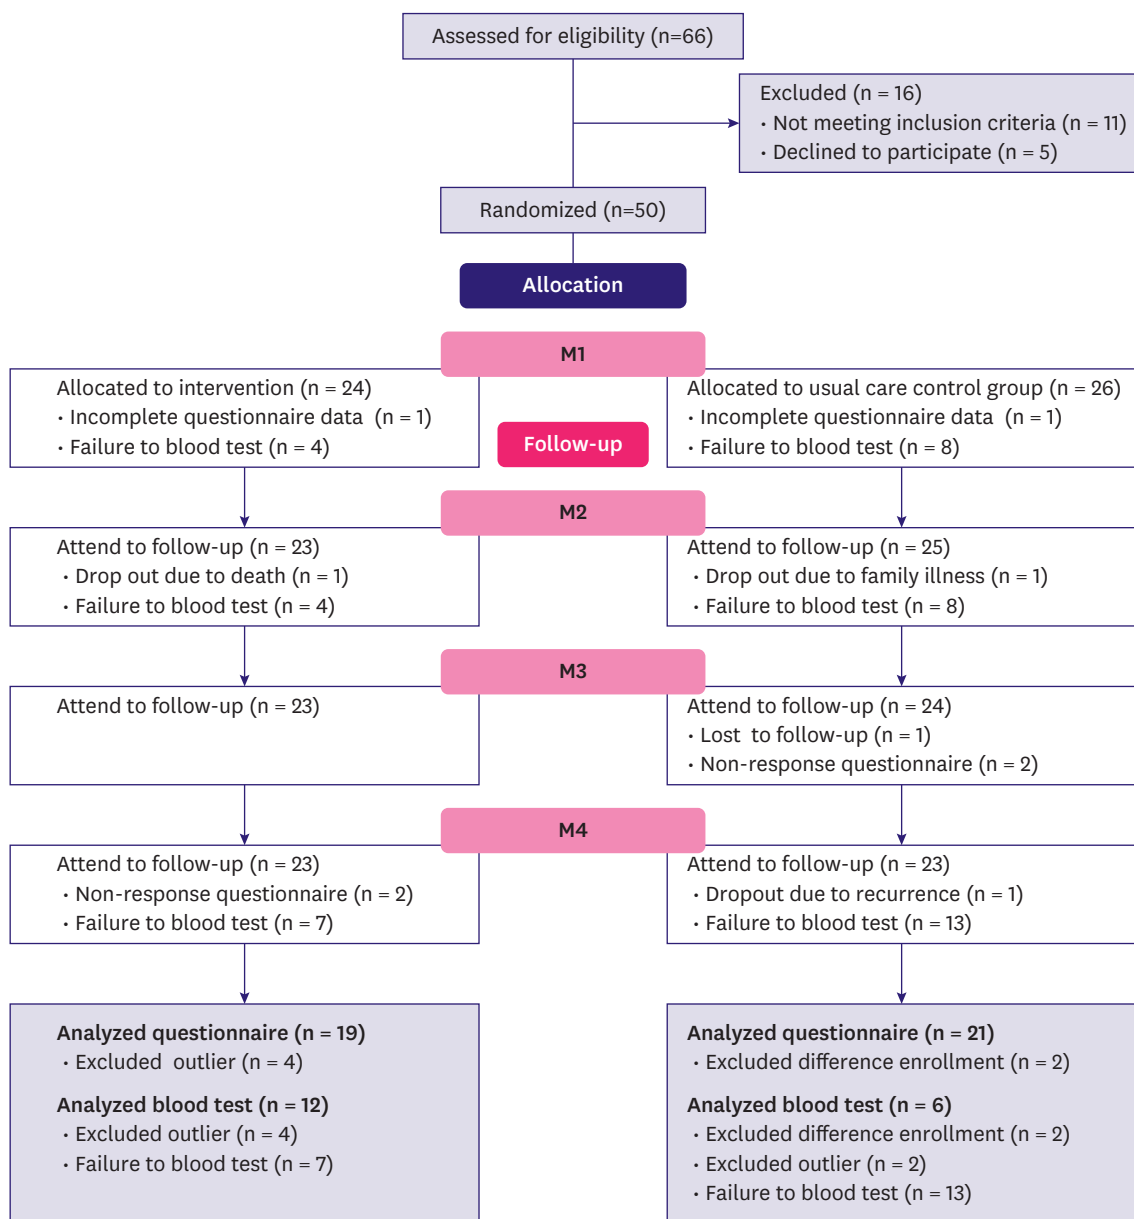 Assessed for eligibility (n=66)
Excluded (n = 16)
• Not meeting inclusion criteria (n = 11)
• Declined to participate (n = 5)
Randomized (n=50)
Allocation
M1
Allocated to intervention (n = 24)
• Incomplete questionnaire data (n = 1)
• Failure to blood test (n = 4)
Allocated to usual care control group (n = 26)
• Incomplete questionnaire data (n = 1)
• Failure to blood test (n = 8)
Follow-up
M2
Attend to follow-up (n = 23)
• Drop out due to death (n = 1)
• Failure to blood test (n = 4)
Attend to follow-up (n = 25)
• Drop out due to family illness (n = 1)
• Failure to blood test (n = 8)
M3
Attend to follow-up (n = 23)
Attend to follow-up (n = 24)
• Lost to follow-up (n = 1)
• Non-response questionnaire (n = 2)
M4
Attend to follow-up (n = 23)
• Non-response questionnaire (n = 2)
• Failure to blood test (n = 7)
Attend to follow-up (n = 23)
• Dropout due to recurrence (n = 1)
• Failure to blood test (n = 13)
Analyzed questionnaire (n = 19)
• Excluded outlier (n = 4)
Analyzed blood test (n = 12)
• Excluded outlier (n = 4)
• Failure to blood test (n = 7)
Analyzed questionnaire (n = 21)
• Excluded difference enrollment (n = 2)
Analyzed blood test (n = 6)
• Excluded difference enrollment (n = 2)
• Excluded outlier (n = 2)
• Failure to blood test (n = 13)